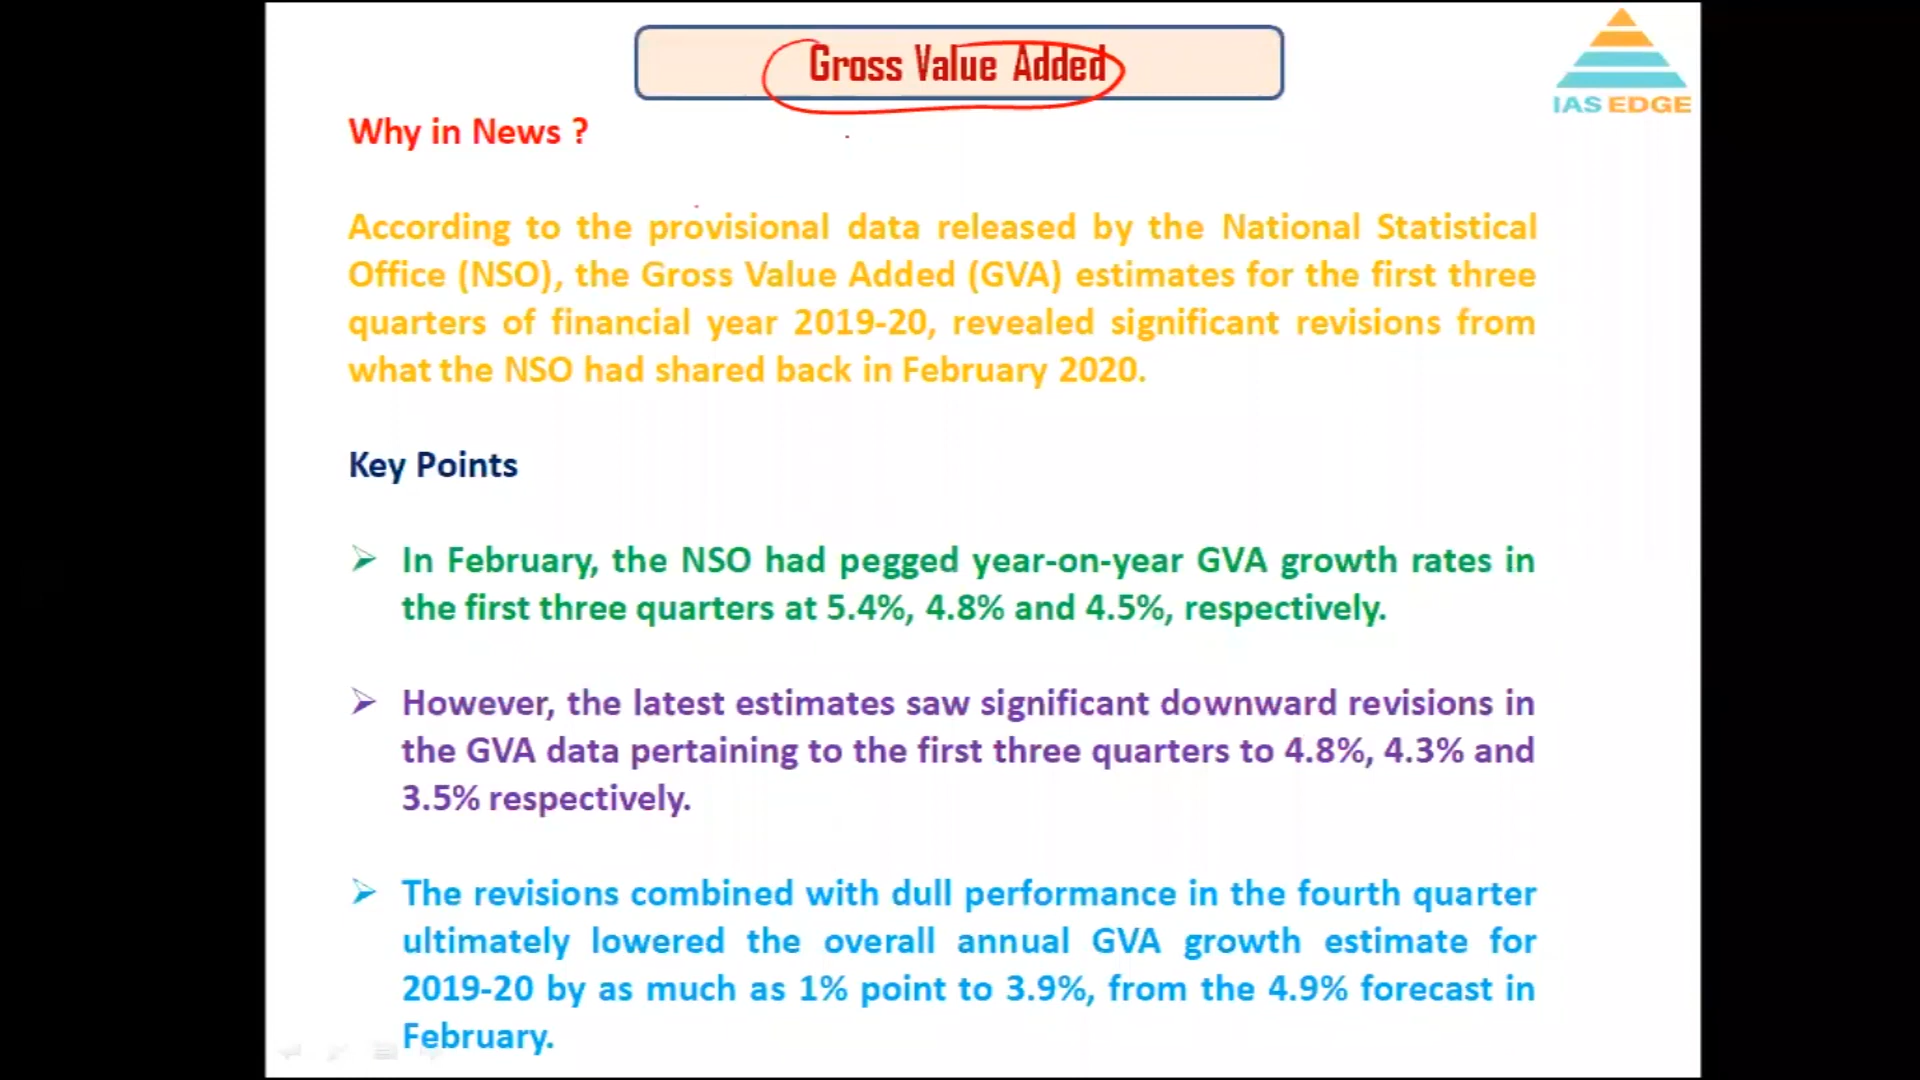 Gross Value Added
IAS EDGE
Why in News ?
According to the provisional data released by the National Statistical
Office (NSO), the Gross Value Added (GVA) estimates for the first three
quarters of financial year 2019-20, revealed significant revisions from
what the NSO had shared back in February 2020.
Key Points
In February, the NSO had pegged year-on-year GVA growth rates in
the first three quarters at 5.4%, 4.8% and 4.5%, respectively.
However, the latest estimates saw significant downward revisions in
the GVA data pertaining to the first three quarters to 4.8%, 4.3% and
3.5% respectively.
The revisions combined with dull performance in the fourth quarter
ultimately lowered the overall annual GVA growth estimate for
2019-20 by as much as 1% point to 3.9%, from the 4.9% forecast in
February.